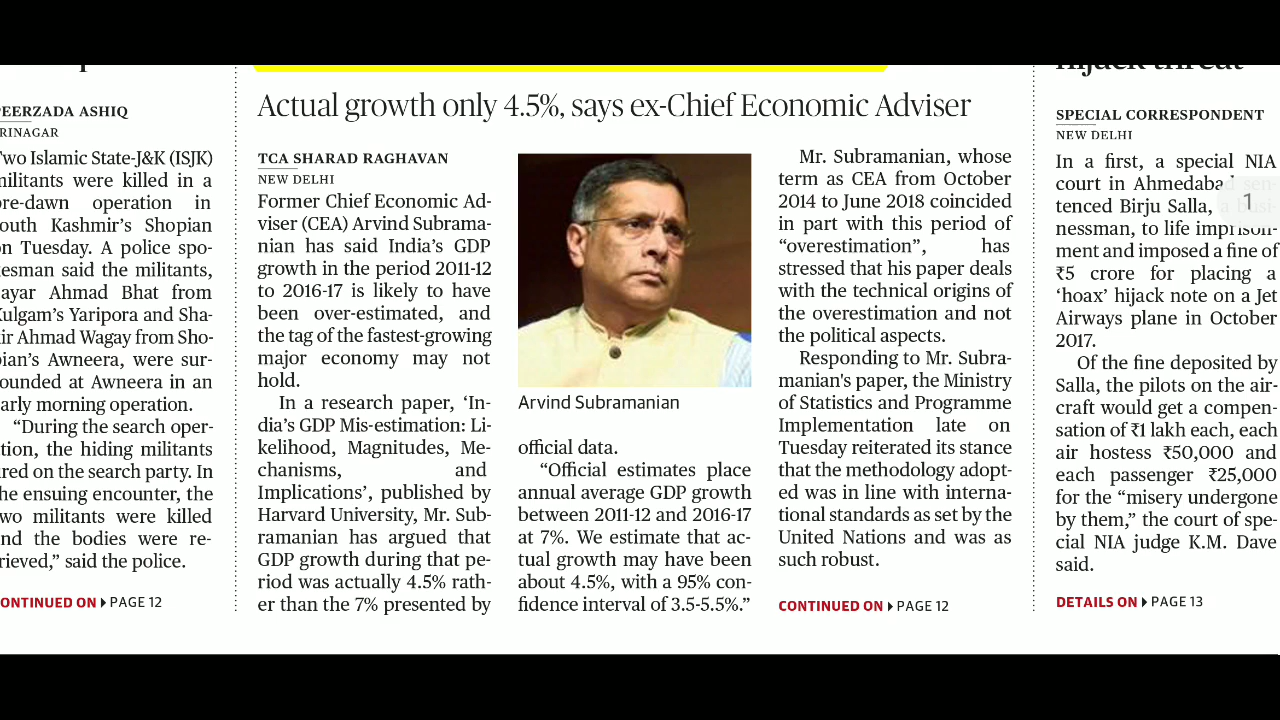 PEERZADA ASHIQ
RINAGAR
Two Islamic State-J&K (ISJK)
militants were killed in a
pre-dawn operation in
outh Kashmir's Shopian
on Tuesday. A police spo-
kesman said the militants,
ayar Ahmad Bhat from
Kulgam's Yaripora and Sha-
ir Ahmad Wagay from Sho-
pian's Awneera, were sur-
ounded at Awneera in an
arly morning operation.
"During the search oper-
tion, the hiding militants
ired on the search party. In
he ensuing encounter, the
wo militants were killed
nd the bodies were re-
rieved," said the police.
ONTINUED ON PAGE 12
Actual growth only 4.5%, says ex-Chief Economic Adviser
TCA SHARAD RAGHAVAN
NEW DELHI
Former Chief Economic Ad-
viser (CEA) Arvind Subrama-
nian has said India's GDP
growth in the period 2011-12
to 2016-17 is likely to have
been over-estimated, and
the tag of the fastest-growing
major economy may not
hold.
In a research paper, 'In-
dia's GDP Mis-estimation: Li-
kelihood, Magnitudes, Me-
chanisms, and
Implications', published by
Harvard University, Mr. Sub-
ramanian has argued that
GDP growth during that pe-
riod was actually 4.5% rath-
er than the 7% presented by
Arvind Subramanian
official data.
"Official estimates place
annual average GDP growth
between 2011-12 and 2016-17
at 7%. We estimate that ac-
tual growth may have been
about 4.5%, with a 95% con-
fidence interval of 3.5-5.5%."
Mr. Subramanian, whose
term as CEA from October
2014 to June 2018 coincided
in part with this period of
"overestimation", has
stressed that his paper deals
with the technical origins of
the overestimation and not
the political aspects.
Responding to Mr. Subra-
manian's paper, the Ministry
of Statistics and Programme
Implementation late on
Tuesday reiterated its stance
that the methodology adopt-
ed was in line with interna-
tional standards as set by the
United Nations and was as
such robust.
CONTINUED ON PAGE 12
hijack threat
SPECIAL CORRESPONDENT
NEW DELHI
In a first, a special NIA
court in Ahmedabad sen-
tenced Birju Salla, a busi-
nessman, to life imprison-
ment and imposed a fine of
₹5 crore for placing a
'hoax' hijack note on a Jet
Airways plane in October
2017.
Of the fine deposited by
Salla, the pilots on the air-
craft would get a compen-
sation of ₹1 lakh each, each
air hostess ₹50,000 and
each passenger ₹25,000
for the "misery undergone
by them," the court of spe-
cial NIA judge K.M. Dave
said.
DETAILS ON PAGE 13
1